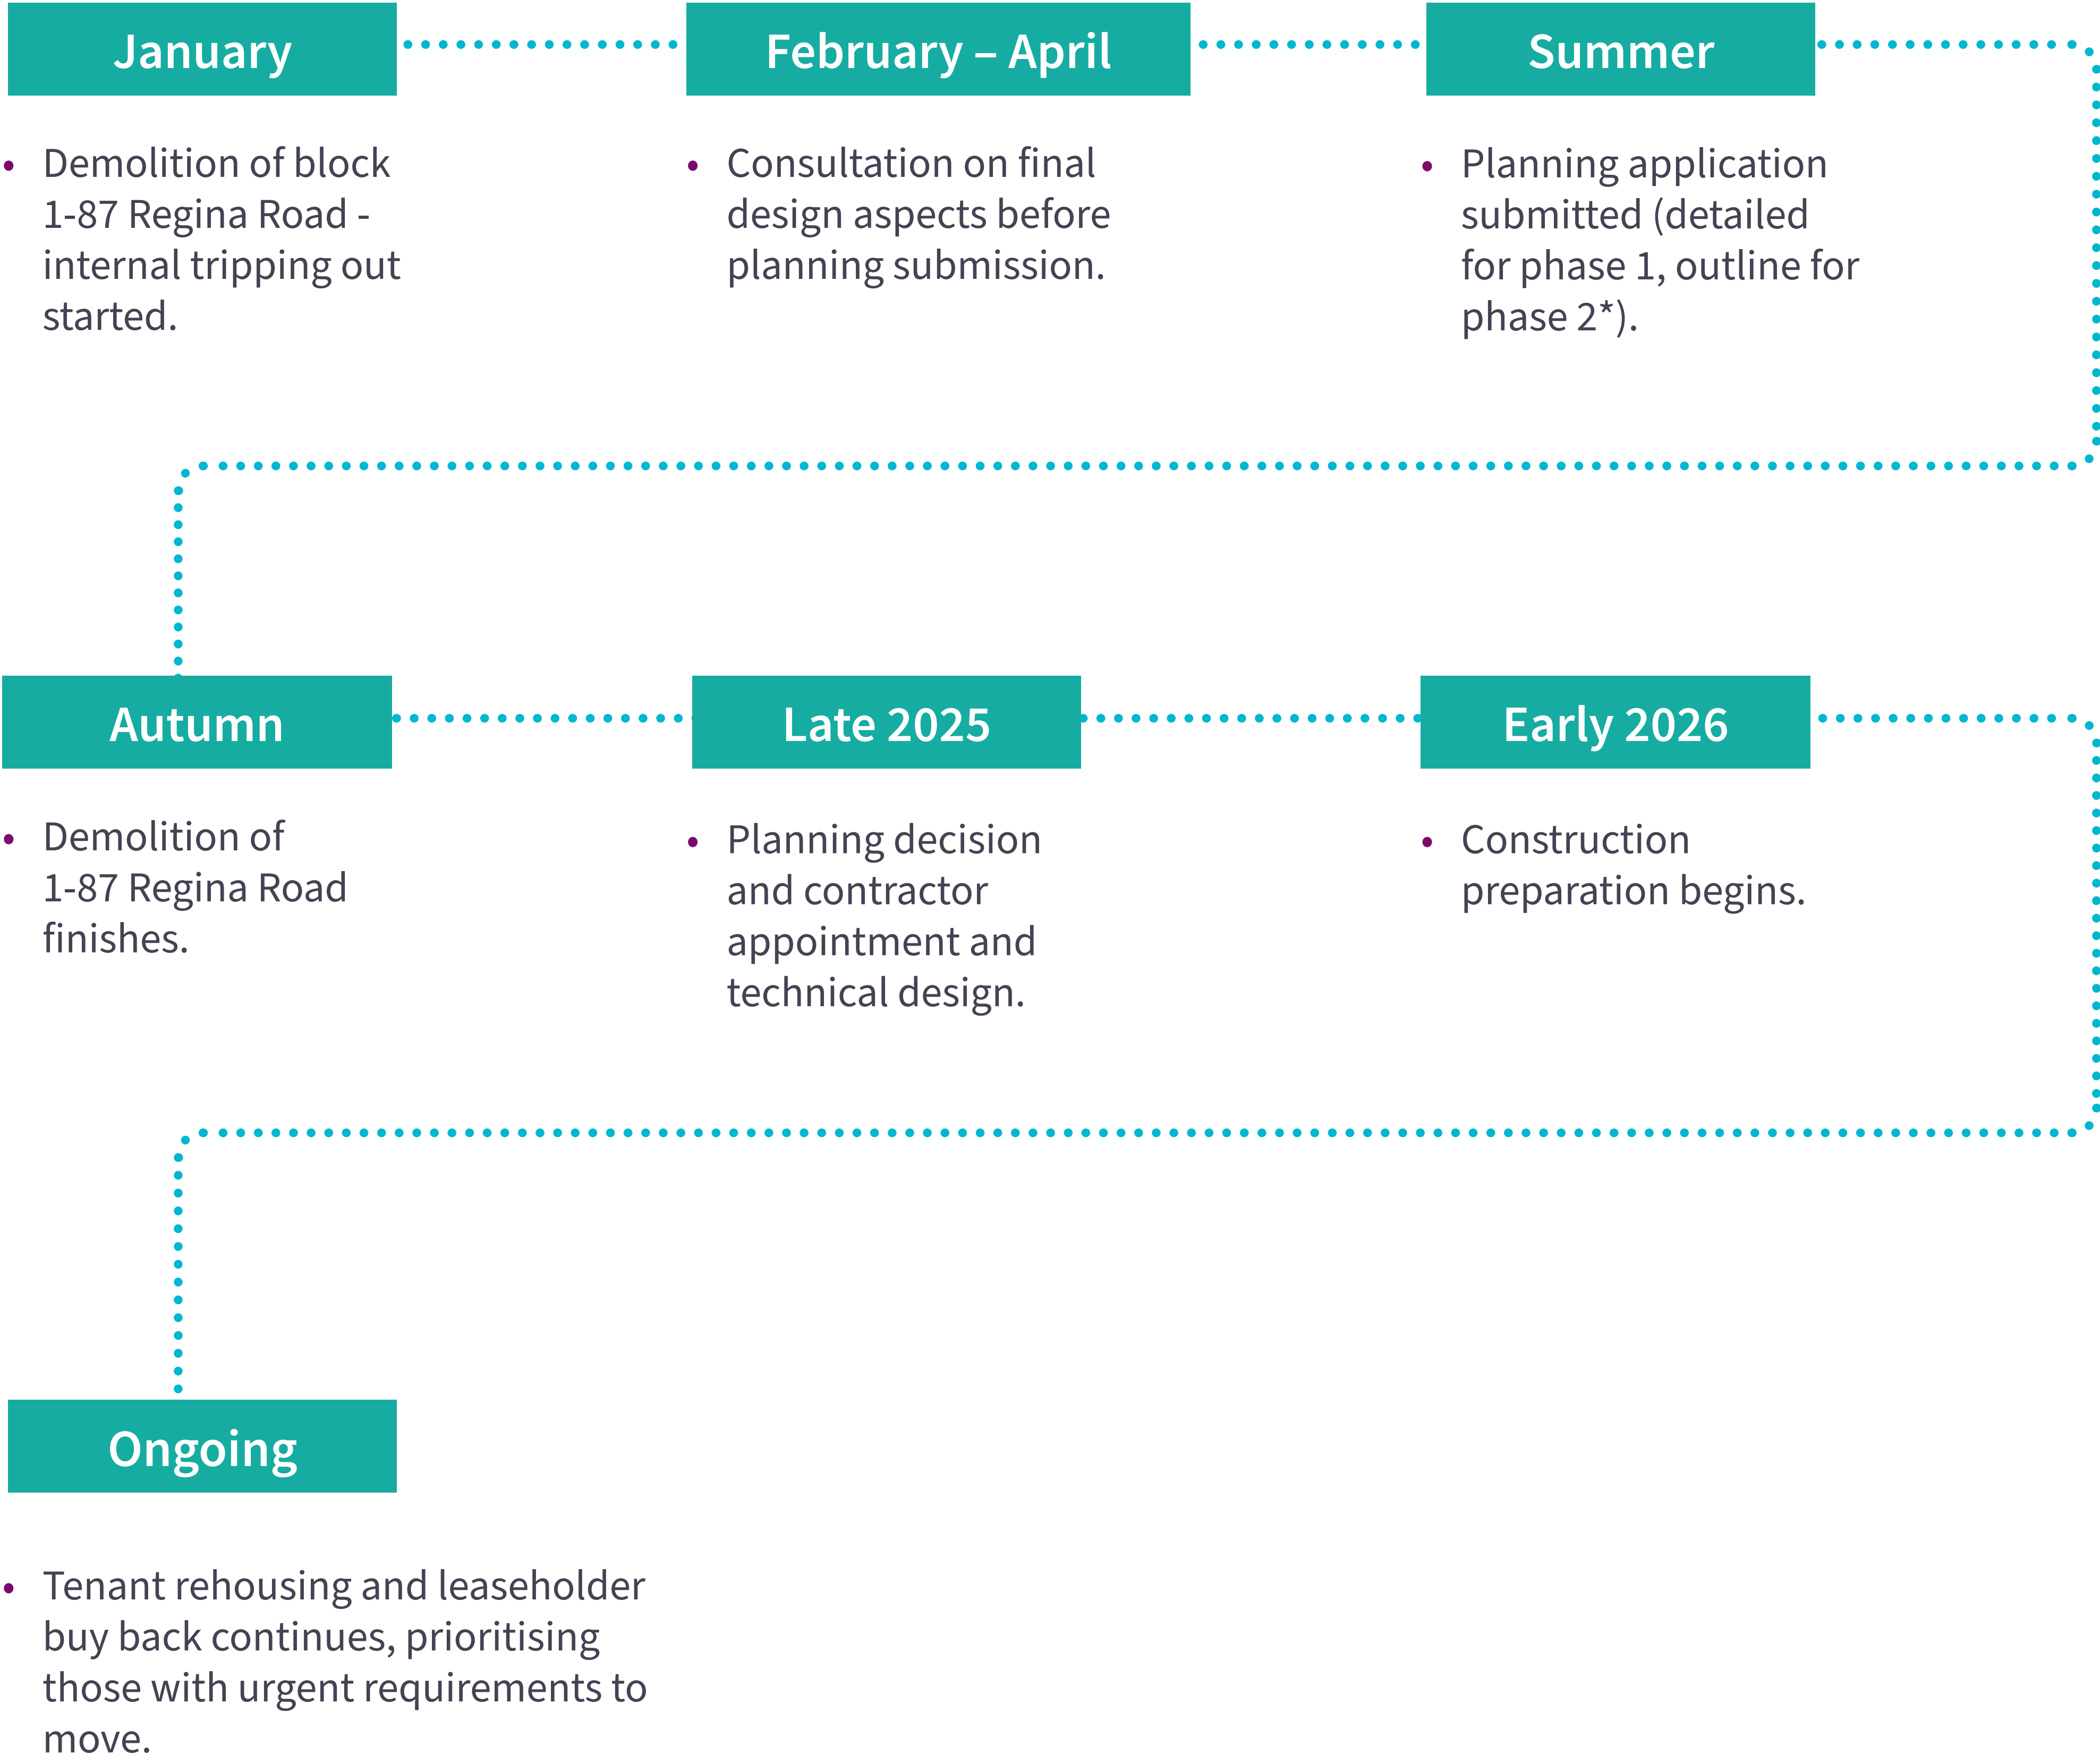 January
• Demolition of block
1-87 Regina Road -
internal tripping out
started.
February – April
• Consultation on final
design aspects before
planning submission.
Summer
• Planning application
submitted (detailed
for phase 1, outline for
phase 2*).
Autumn
• Demolition of
1-87 Regina Road
finishes.
Late 2025
• Planning decision
and contractor
appointment and
technical design.
Early 2026
• Construction
preparation begins.
Ongoing
• Tenant rehousing and leaseholder
buy back continues, prioritising
those with urgent requirements to
move.